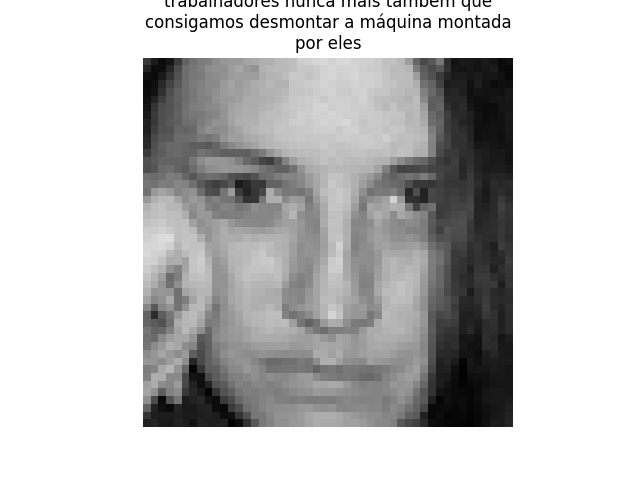 trabalhadores nunca mais também que
consigamos desmontar a máquina montada
por eles